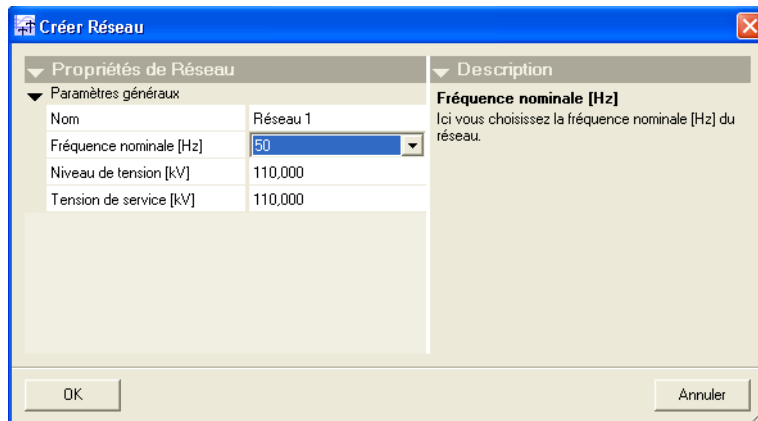 Créer Réseau
Propriétés de Réseau
Paramètres généraux
Nom Réseau 1
Fréquence nominale [Hz] 50
Niveau de tension [kV] 110,000
Tension de service [kV] 110,000
Description
Fréquence nominale [Hz]
Ici vous choisissez la fréquence nominale [Hz] du
réseau.
OK
Annuler